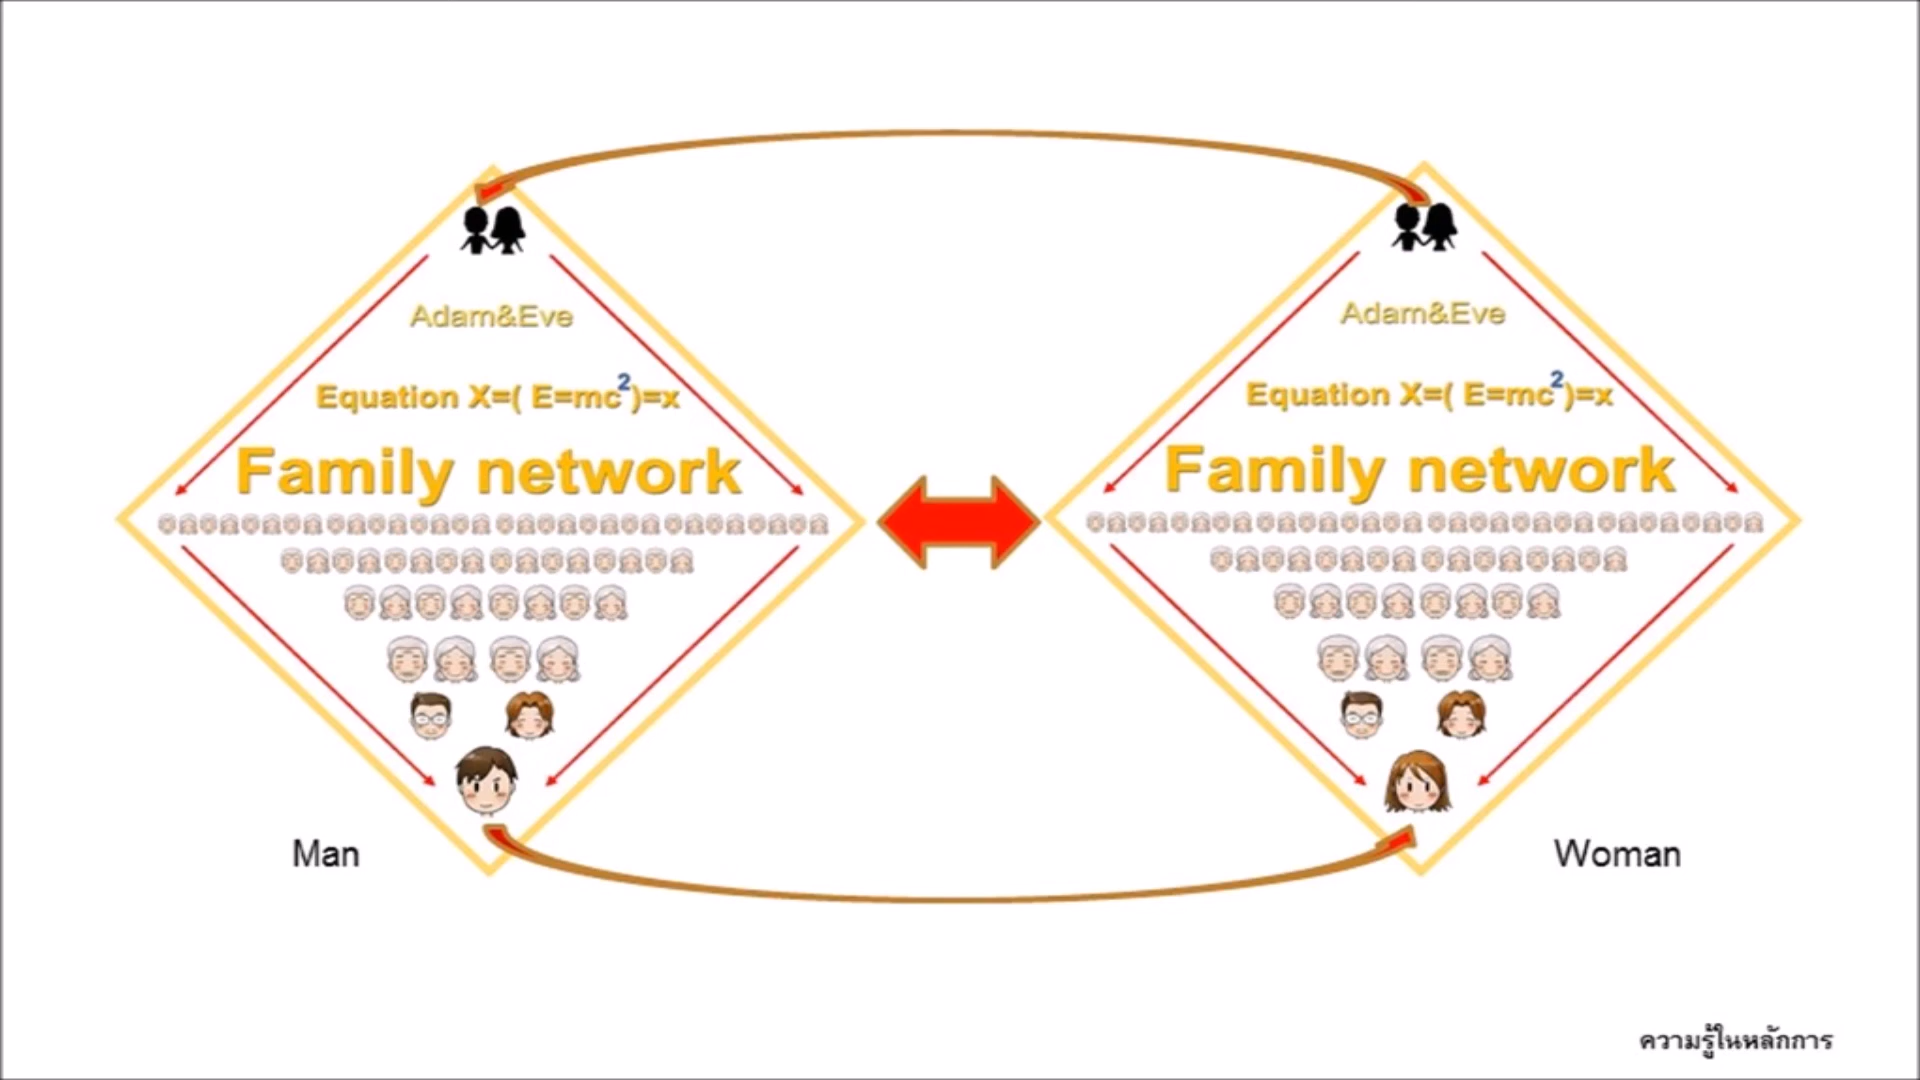 Adam&Eve
Equation X=( E=mc²)=x
Family network
Man
Adam&Eve
Equation X=( E=mc²)=x
Family network
Woman
ความรู้ในหลักการ